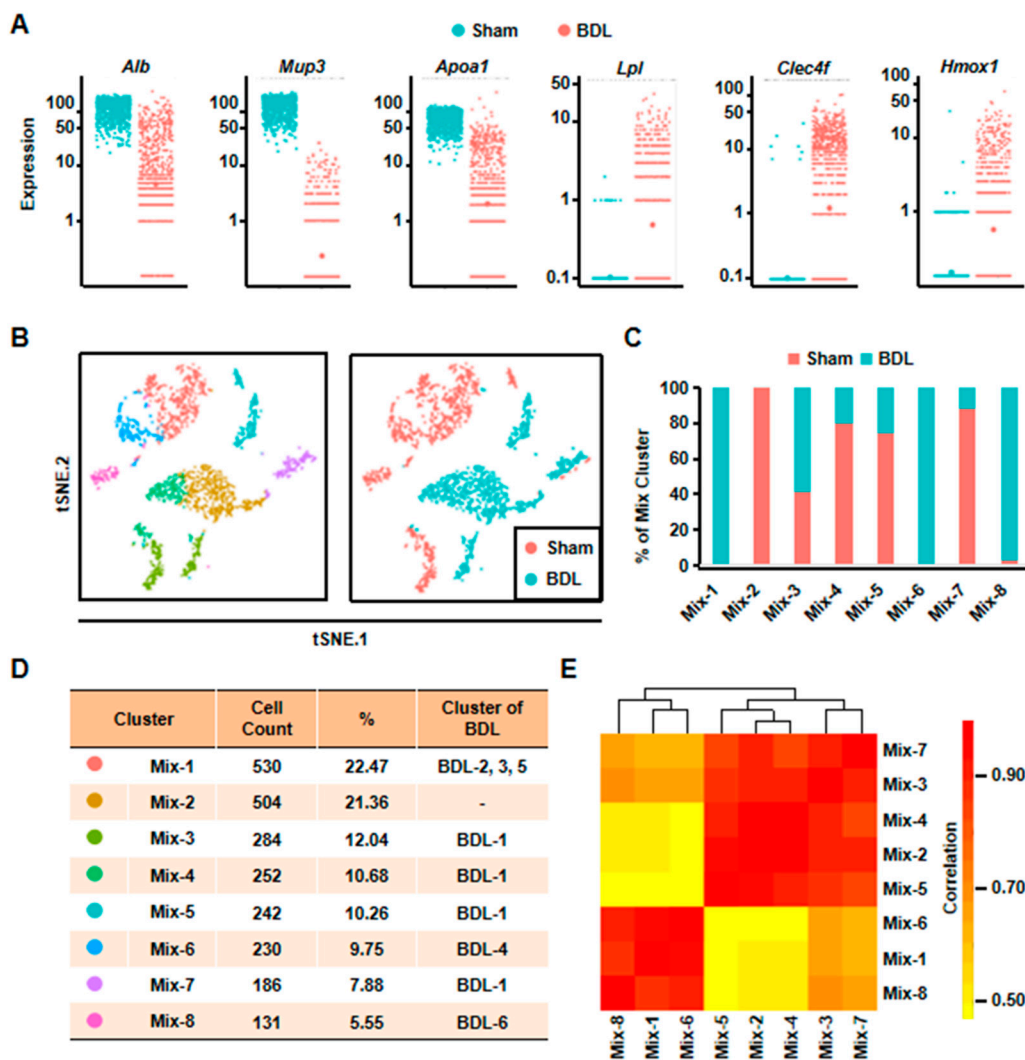 A
Sham BDL
Alb Mup3 Apoa1 Lpl Clec4f Hmox1
Expression
100 50 10 1
100 50 10 1
100 50 10 1
50 10 1 0.1
100 50 10 1 0.1
10 1
B
tSNE.2
Sham
BDL
tSNE.1
C
Sham BDL
% of Mix Cluster
100
80
60
40
20
0
Mix-1 Mix-2 Mix-3 Mix-4 Mix-5 Mix-6 Mix-7 Mix-8
D
Cluster Cell Count % Cluster of BDL
Mix-1 530 22.47 BDL-2, 3, 5
Mix-2 504 21.36 -
Mix-3 284 12.04 BDL-1
Mix-4 252 10.68 BDL-1
Mix-5 242 10.26 BDL-1
Mix-6 230 9.75 BDL-4
Mix-7 186 7.88 BDL-1
Mix-8 131 5.55 BDL-6
E
Mix-7
Mix-3
Mix-4
Mix-2
Mix-5
Mix-6
Mix-1
Mix-8
Mix-8 Mix-1 Mix-6 Mix-5 Mix-2 Mix-4 Mix-3 Mix-7
Correlation
0.90
0.70
0.50